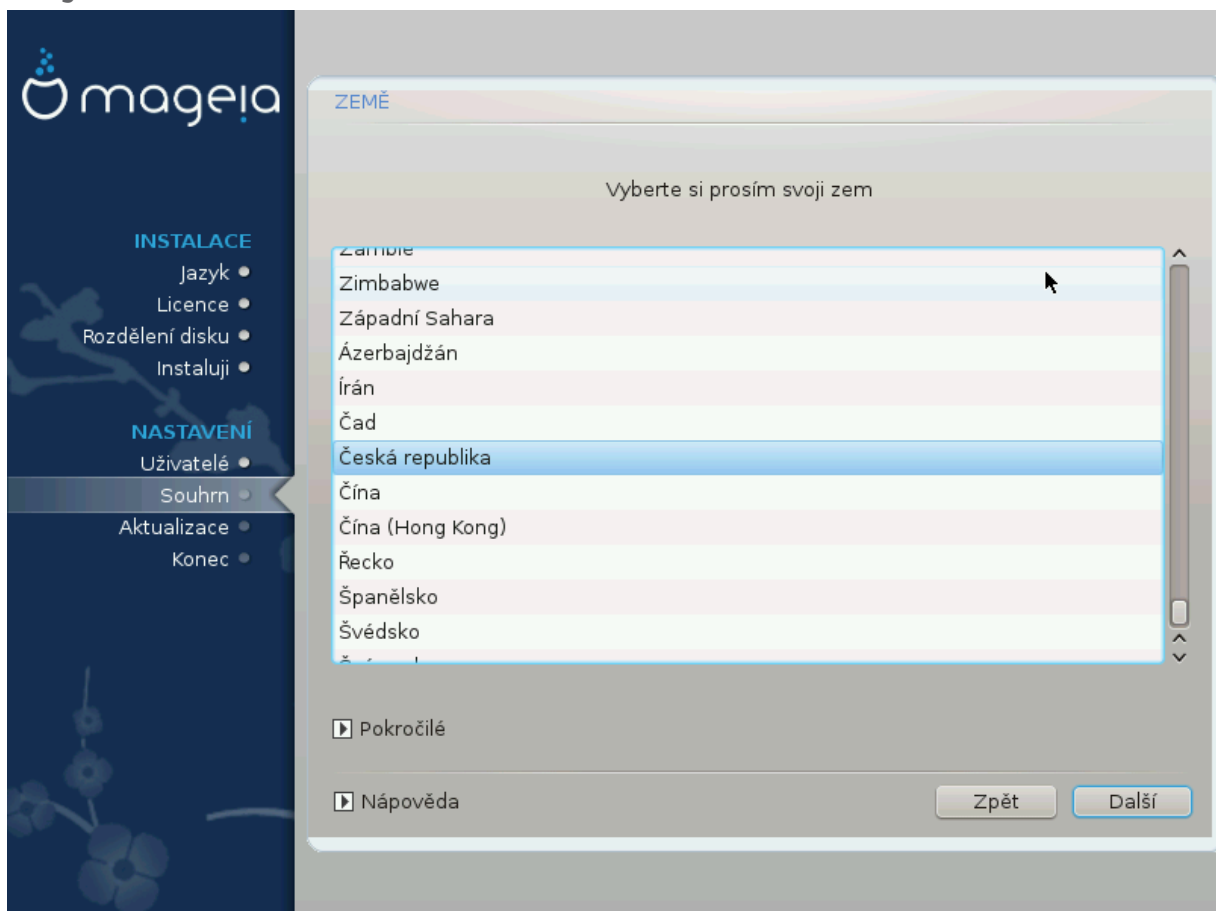 mageia
INSTALACE
Jazyk
Licence
Rozdělení disku
Instaluji
NASTAVENÍ
Uživatelé
Souhrn
Aktualizace
Konec
ZEMĚ
Vyberte si prosím svoji zem
Zambie
Zimbabwe
Západní Sahara
Ázerbajdžán
Írán
Čad
Česká republika
Čína
Čína (Hong Kong)
Řecko
Španělsko
Švédsko
Pokročilé
Nápověda
Zpět
Další